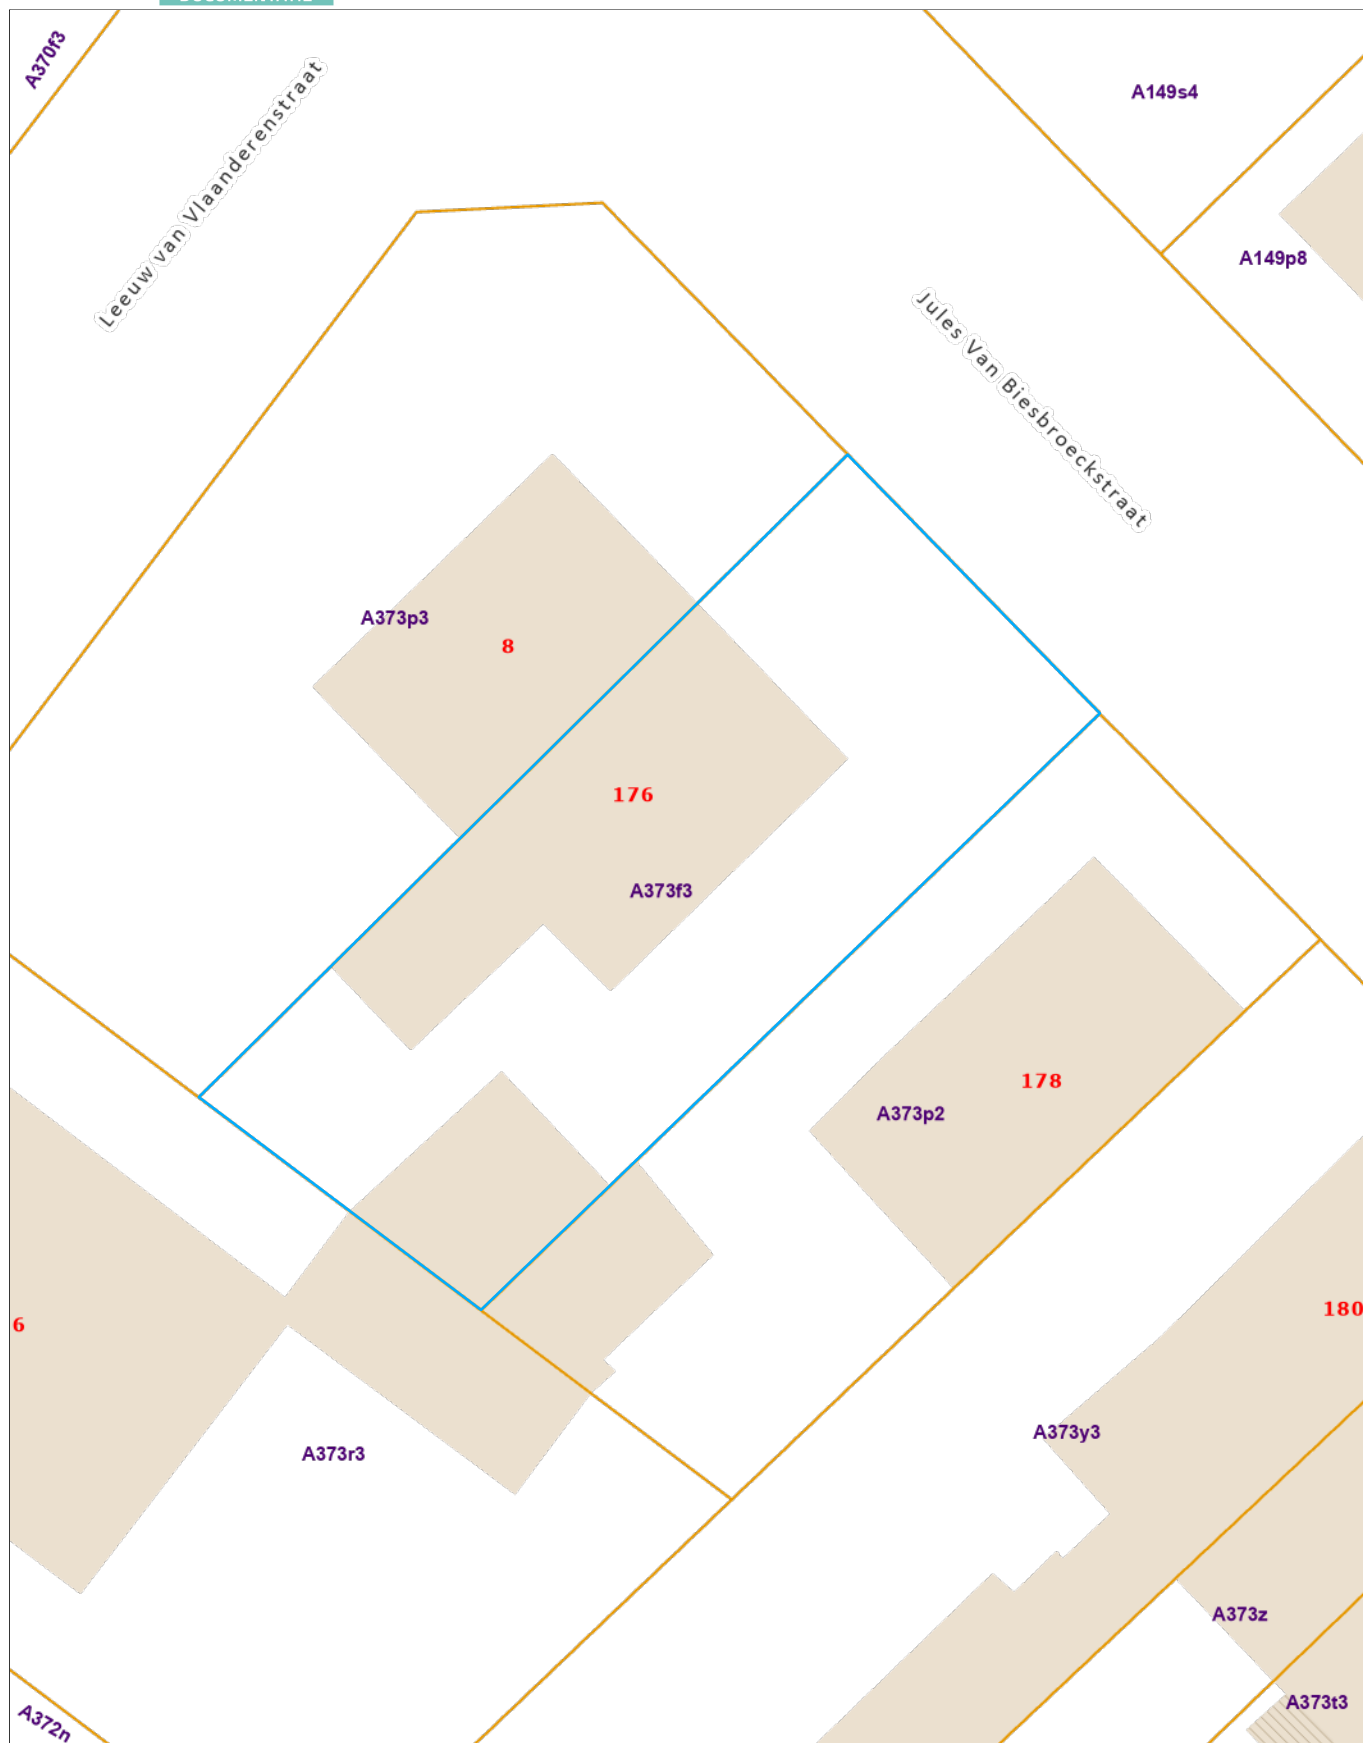 A370f3
Leeuw van Vlaanderenstraat
A149s4
A149p8
Jules Van Biesbroeckstraat
A373p3
8
176
A373f3
178
A373p2
6
180
A373y3
A373r3
A373z
A373t3
A372n